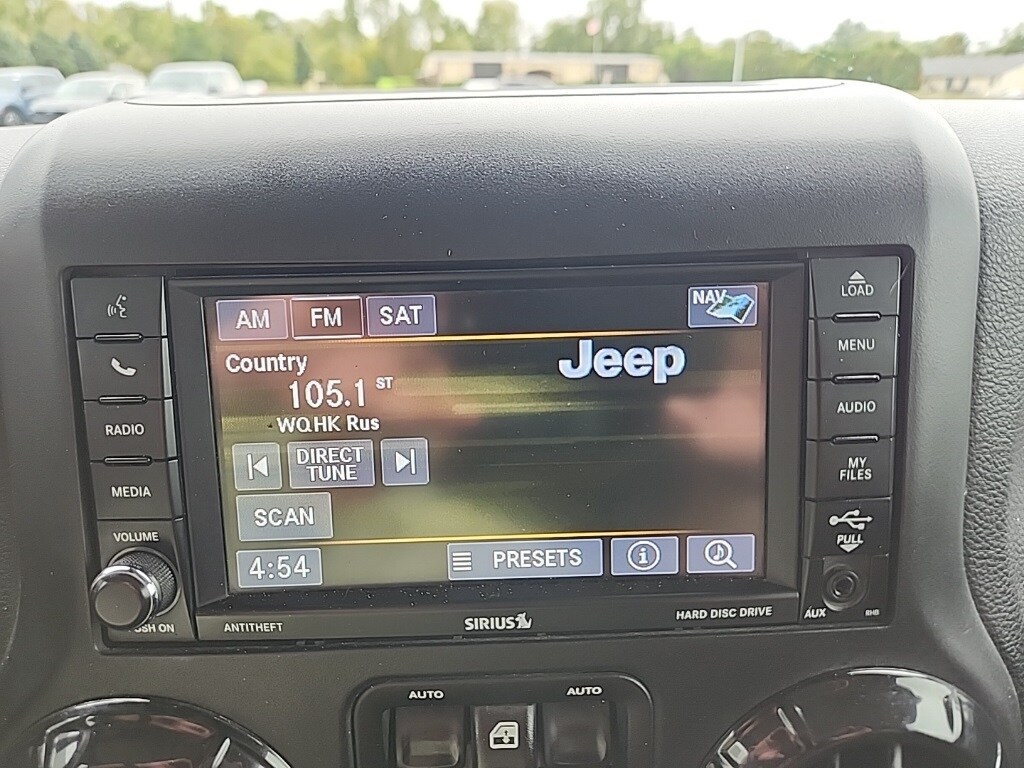 AM FM SAT NAV
Country
105.1 ST
WQHK Rus
Jeep
DIRECT
TUNE
SCAN
4:54
PRESETS
i
RADIO
MEDIA
VOLUME
PUSH ON
LOAD
MENU
AUDIO
MY
FILES
PULL
AUX RHB
ANTITHEFT
SIRIUS
HARD DISC DRIVE
AUTO AUTO